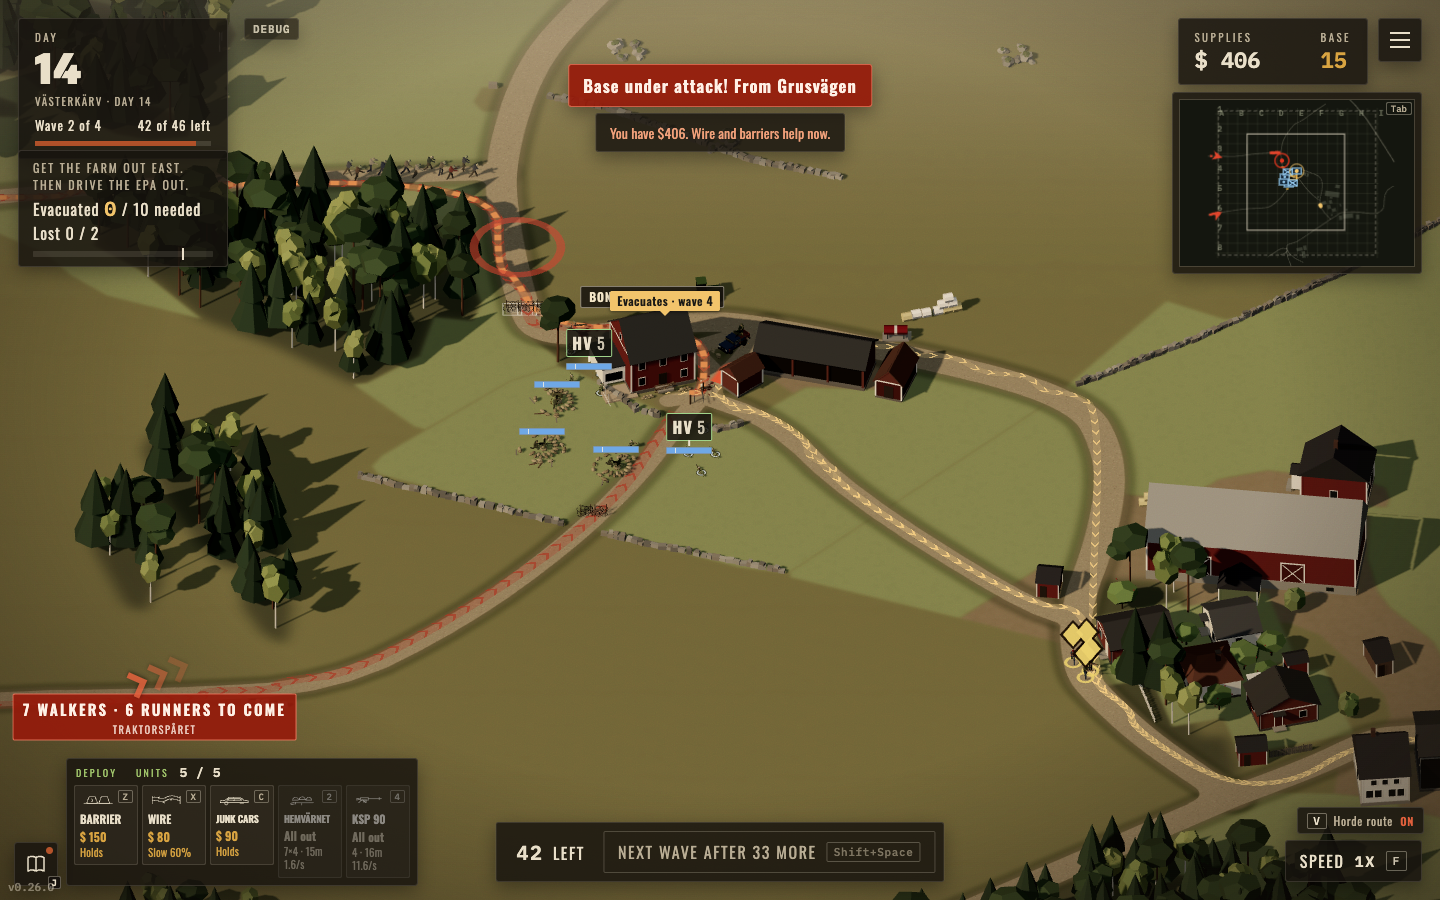 DAY
14
VÄSTERKÄRV · DAY 14
Wave 2 of 4 42 of 46 left
GET THE FARM OUT EAST.
THEN DRIVE THE EPA OUT.
Evacuated 0 / 10 needed
Lost 0 / 2
DEBUG
Base under attack! From Grusvägen
You have $406. Wire and barriers help now.
SUPPLIES BASE
$ 406 15
Tab
Evacuates · wave 4
HV 5
HV 5
7 WALKERS · 6 RUNNERS TO COME
TRAKTORSPÅRET
DEPLOY UNITS 5 / 5
Z
BARRIER
$ 150
Holds
X
WIRE
$ 80
Slow 60%
C
JUNK CARS
$ 90
Holds
2
HEMVÄRNET
All out
7×4 · 15m
1.6/s
4
KSP 90
All out
4 · 16m
11.6/s
J
v0.26.0
42 LEFT
NEXT WAVE AFTER 33 MORE Shift+Space
V Horde route ON
SPEED 1X F